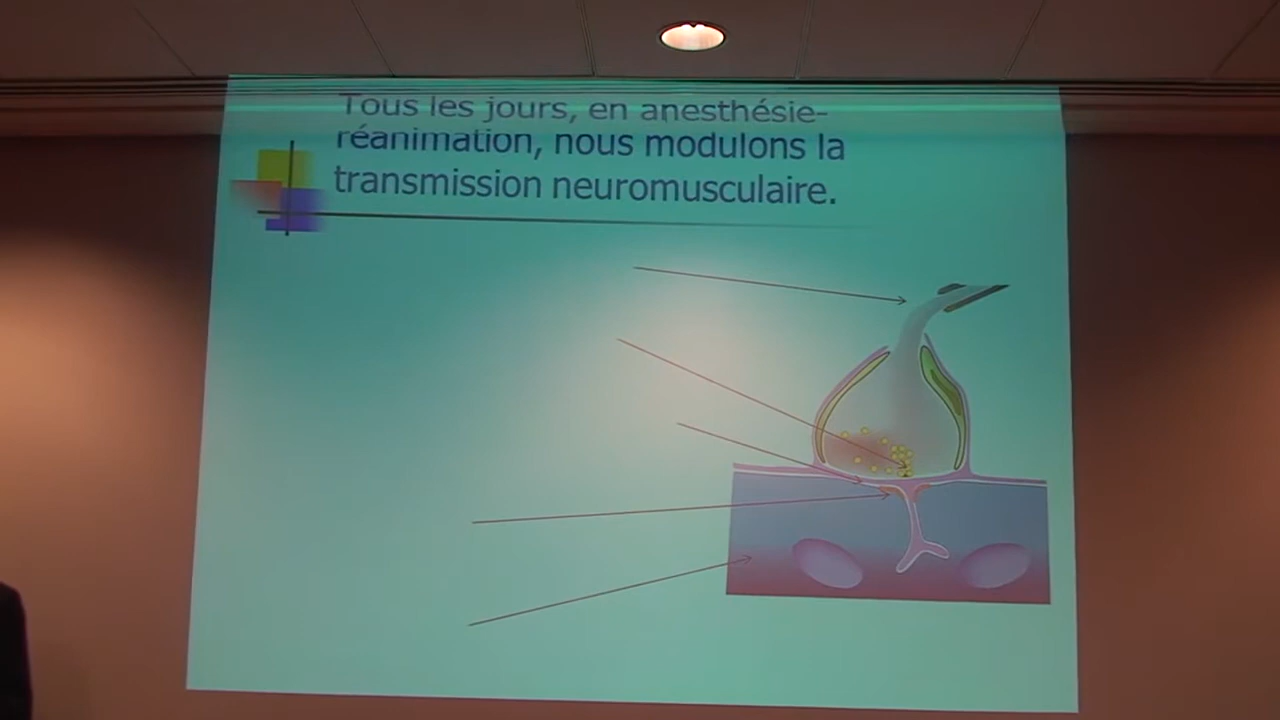 Tous les jours, en anesthésie-
réanimation, nous modulons la
transmission neuromusculaire.